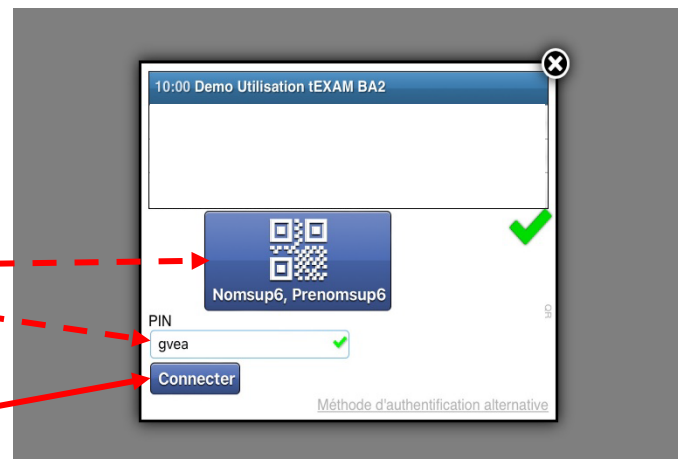 10:00 Demo Utilisation tEXAM BA2
Nomsup6, Prenomsup6
QR
PIN
gvea
Connecter
Méthode d'authentification alternative